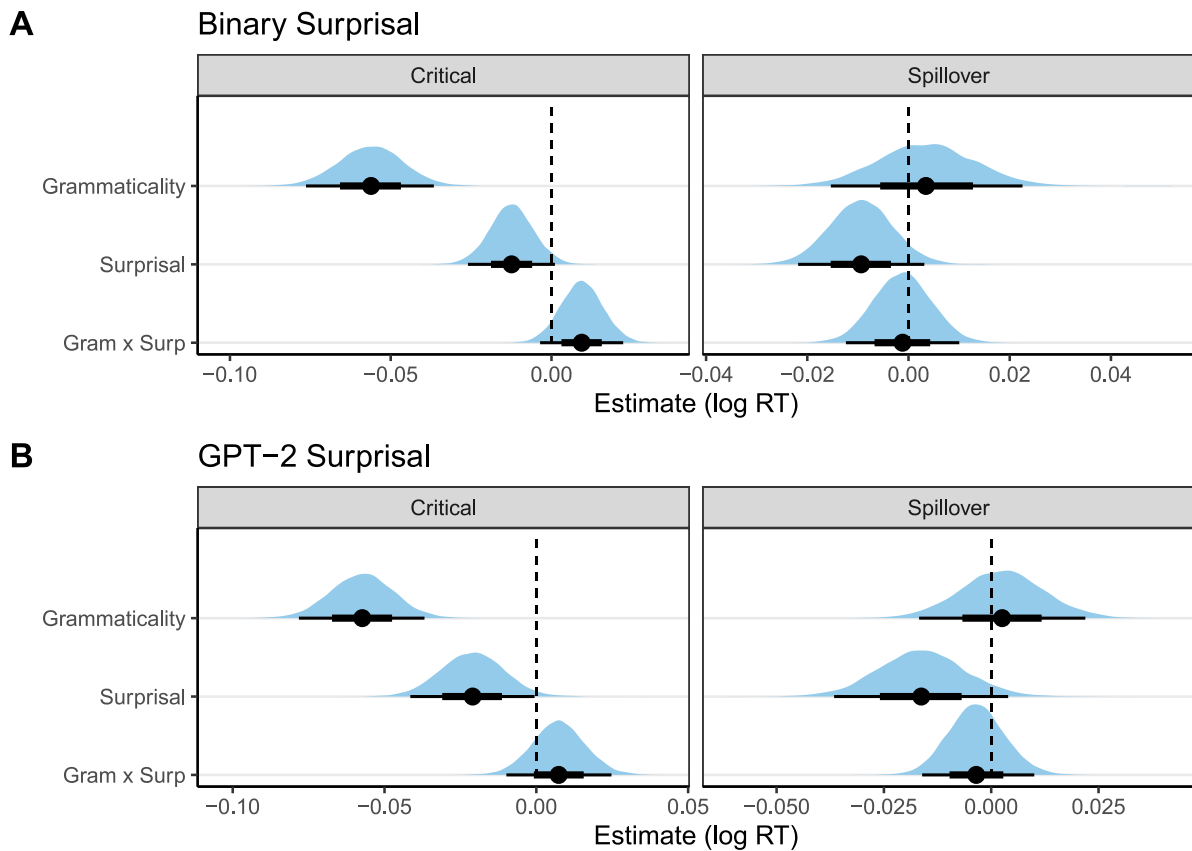 A Binary Surprisal
Critical Spillover
Grammaticality
Surprisal
Gram x Surp
−0.10 −0.05 0.00 −0.04 −0.02 0.00 0.02 0.04
Estimate (log RT)
B GPT−2 Surprisal
Critical Spillover
Grammaticality
Surprisal
Gram x Surp
−0.10 −0.05 0.00 0.05 −0.050 −0.025 0.000 0.025
Estimate (log RT)